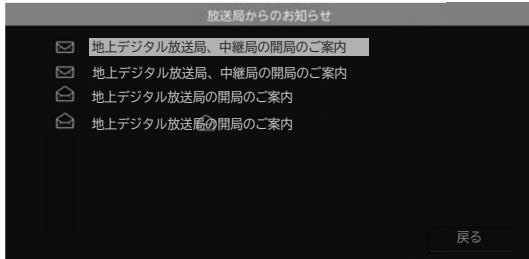 放送局からのお知らせ
地上デジタル放送局、中継局の開局のご案内
地上デジタル放送局、中継局の開局のご案内
地上デジタル放送局の開局のご案内
地上デジタル放送局の開局のご案内
戻る